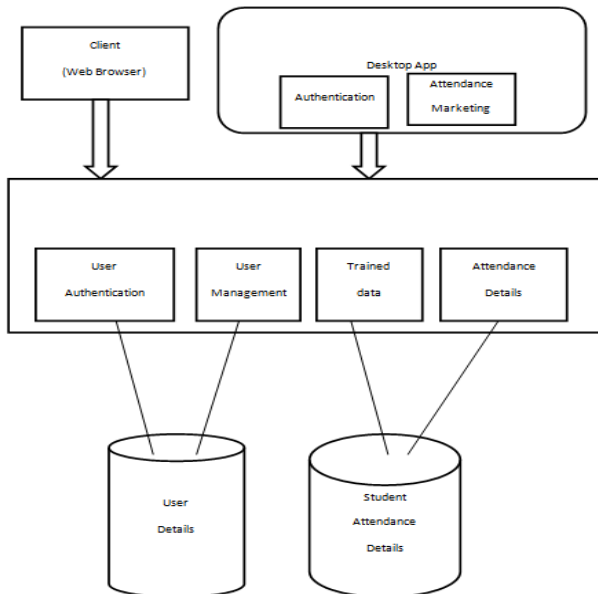 Client
(Web Browser)
Desktop App
Authentication
Attendance
Marketing
User
Authentication
User
Management
Trained
data
Attendance
Details
User
Details
Student
Attendance
Details